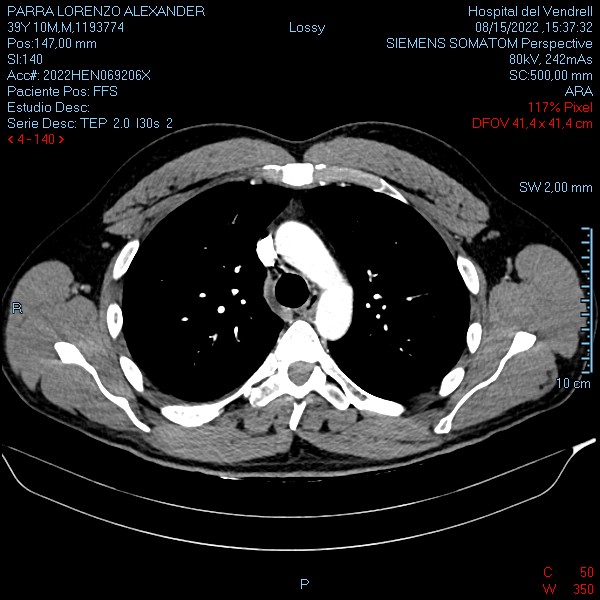 PARRA LORENZO ALEXANDER
39Y 10M,M,1193774
Pos:147,00 mm
SI:140
Acc#: 2022HEN069206X
Paciente Pos: FFS
Estudio Desc:
Serie Desc: TEP 2.0 I30s 2
< 4 - 140 >
Lossy
Hospital del Vendrell
08/15/2022 ,15:37:32
SIEMENS SOMATOM Perspective
80kV, 242mAs
SC:500,00 mm
ARA
117% Pixel
DFOV 41,4 x 41,4 cm
SW 2,00 mm
R
10 cm
P
C 50
W 350